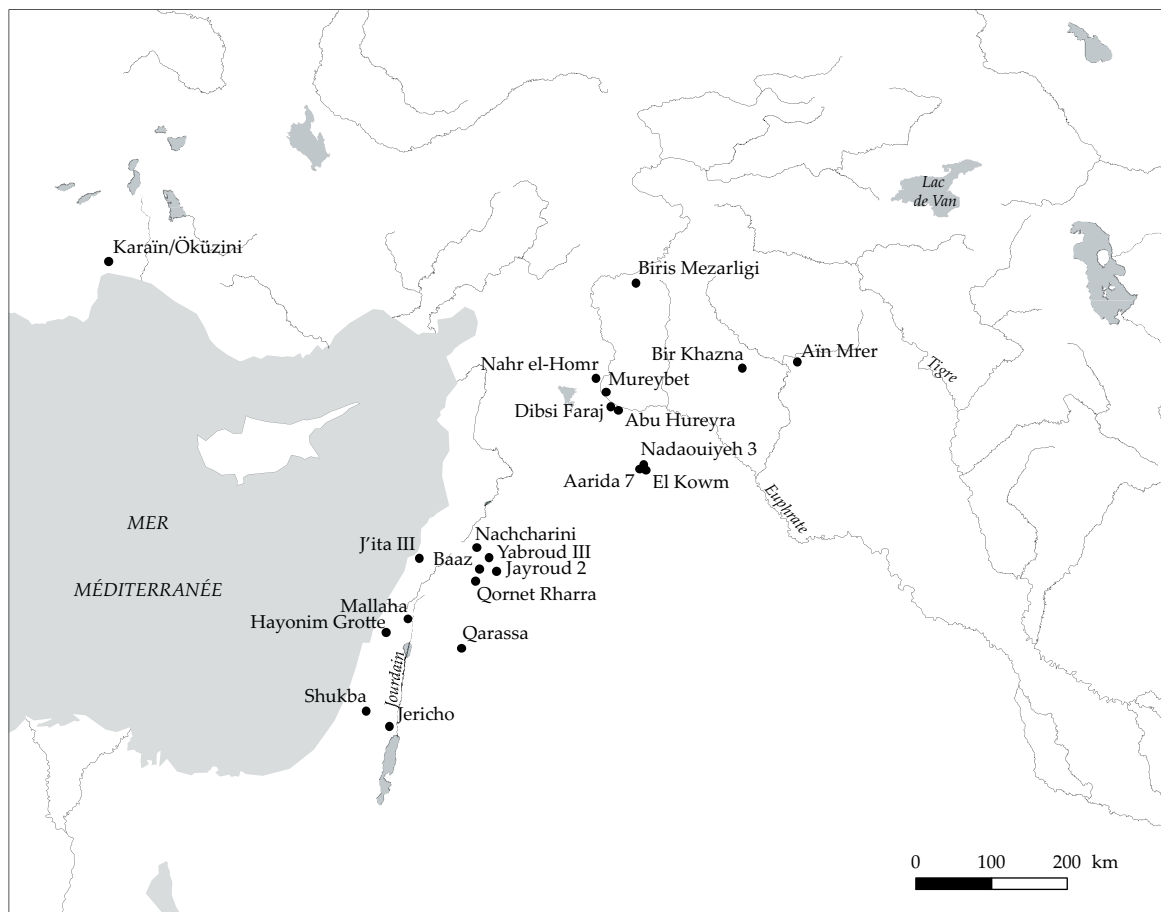 Lac
de Van
Karaïn/Öküzini
Biris Mezarligi
Aïn Mrer
Bir Khazna
Nahr el-Homr
Mureybet
Tigre
Dibsi Faraj
Abu Hureyra
Nadaouiyeh 3
Aarida 7
El Kowm
Euphrate
MER
MÉDITERRANÉE
Nachcharini
J'ita III
Yabroud III
Baaz
Jayroud 2
Qornet Rharra
Mallaha
Hayonim Grotte
Qarassa
Jourdain
Shukba
Jericho
0 100 200 km